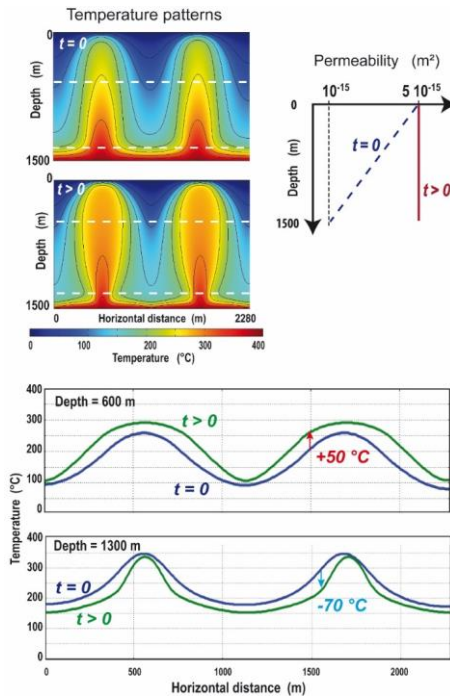 Temperature patterns
0
t = 0
Depth (m)
1500
0
t > 0
Depth (m)
1500
0 Horizontal distance (m) 2280
0 100 200 300 400
Temperature (°C)
Permeability (m²)
10⁻¹⁵ 5 10⁻¹⁵
0
t = 0
t > 0
Depth (m)
1500
400
Depth = 600 m
300
t > 0
200
+50 °C
100
t = 0
0
Temperature (°C)
400
Depth = 1300 m
300
t = 0
200
t > 0
-70 °C
100
0
0 500 1000 1500 2000
Horizontal distance (m)